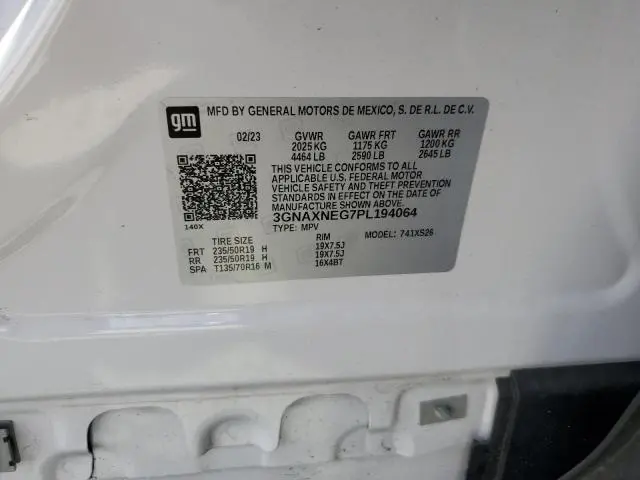 gm MFD BY GENERAL MOTORS DE MEXICO, S. DE R.L. DE C.V.
02/23 GVWR GAWR FRT GAWR RR
2025 KG 1175 KG 1200 KG
4464 LB 2590 LB 2645 LB
THIS VEHICLE CONFORMS TO ALL
APPLICABLE U.S. FEDERAL MOTOR
VEHICLE SAFETY AND THEFT PREVENTION
STANDARDS IN EFFECT ON THE DATE OF
MANUFACTURE SHOWN ABOVE.
3GNAXNEG7PL194064
140X TYPE: MPV MODEL: 741XS26
TIRE SIZE RIM
FRT 235/50R19 H 19X7.5J
RR 235/50R19 H 19X7.5J
SPA T135/70R16 M 16X4BT